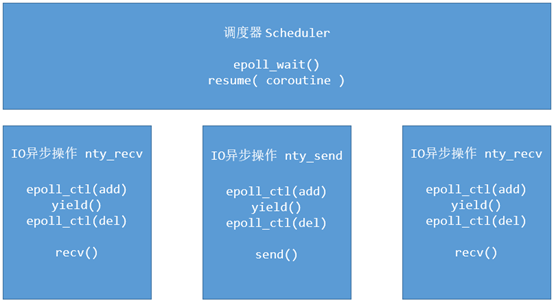 调度器 Scheduler
epoll_wait()
resume( coroutine )
IO异步操作 nty_recv
epoll_ctl(add)
yield()
epoll_ctl(del)
recv()
IO异步操作 nty_send
epoll_ctl(add)
yield()
epoll_ctl(del)
send()
IO异步操作 nty_recv
epoll_ctl(add)
yield()
epoll_ctl(del)
recv()